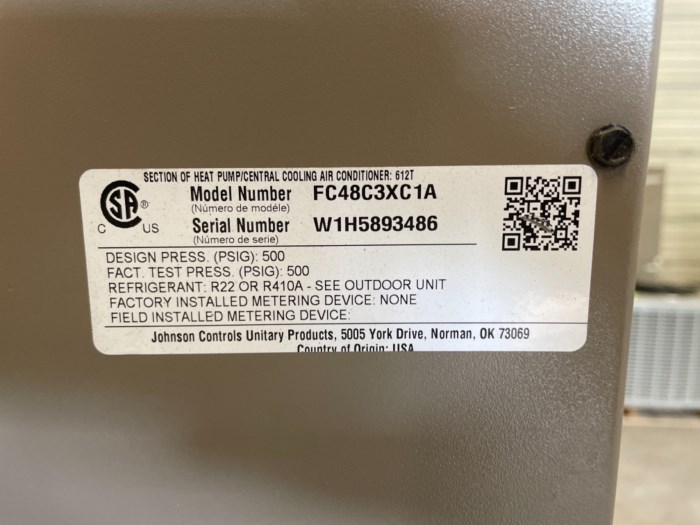 SECTION OF HEAT PUMP/CENTRAL COOLING AIR CONDITIONER: 612T
CSA ®
C US
Model Number FC48C3XC1A
(Número de modéle)
Serial Number W1H5893486
(Número de serie)
DESIGN PRESS. (PSIG): 500
FACT. TEST PRESS. (PSIG): 500
REFRIGERANT: R22 OR R410A - SEE OUTDOOR UNIT
FACTORY INSTALLED METERING DEVICE: NONE
FIELD INSTALLED METERING DEVICE:
Johnson Controls Unitary Products, 5005 York Drive, Norman, OK 73069
Country of Origin: USA